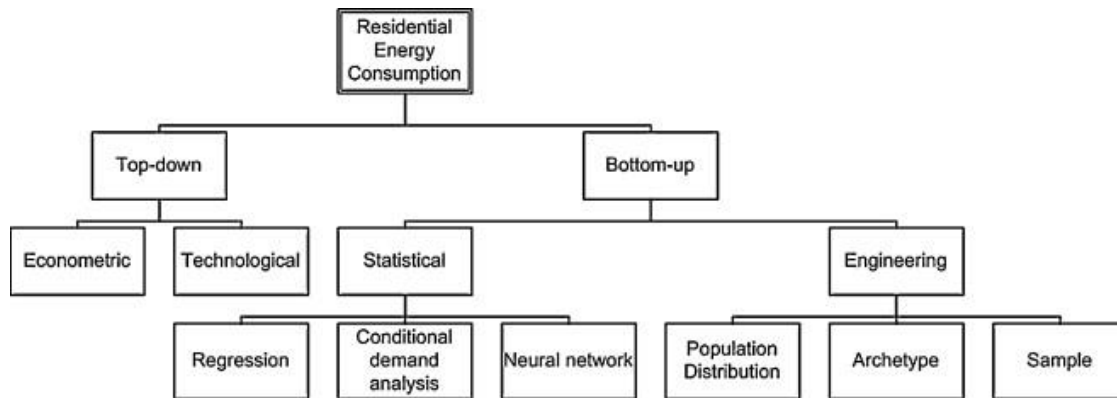 Residential
Energy
Consumption
Top-down
Bottom-up
Econometric
Technological
Statistical
Engineering
Regression
Conditional
demand
analysis
Neural network
Population
Distribution
Archetype
Sample